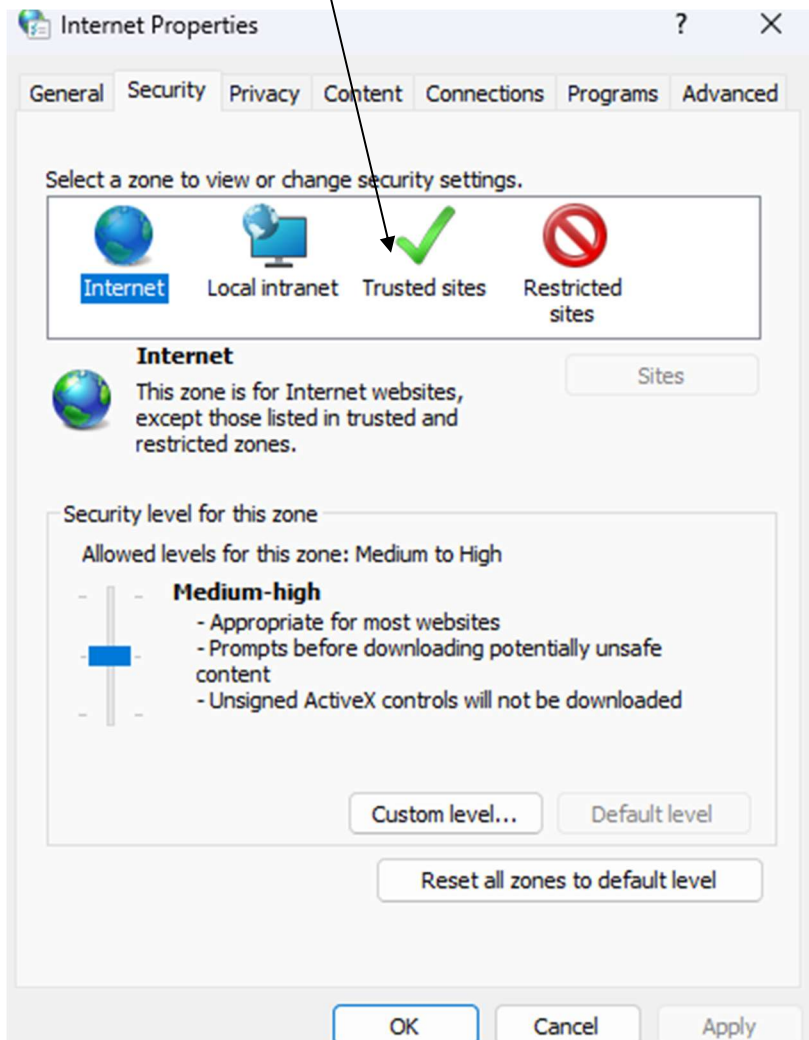 Internet Properties
?
General Security Privacy Content Connections Programs Advanced
Select a zone to view or change security settings.
Internet
Local intranet
Trusted sites
Restricted
sites
Internet
This zone is for Internet websites,
except those listed in trusted and
restricted zones.
Sites
Security level for this zone
Allowed levels for this zone: Medium to High
Medium-high
- Appropriate for most websites
- Prompts before downloading potentially unsafe
content
- Unsigned ActiveX controls will not be downloaded
Custom level...
Default level
Reset all zones to default level
OK
Cancel
Apply